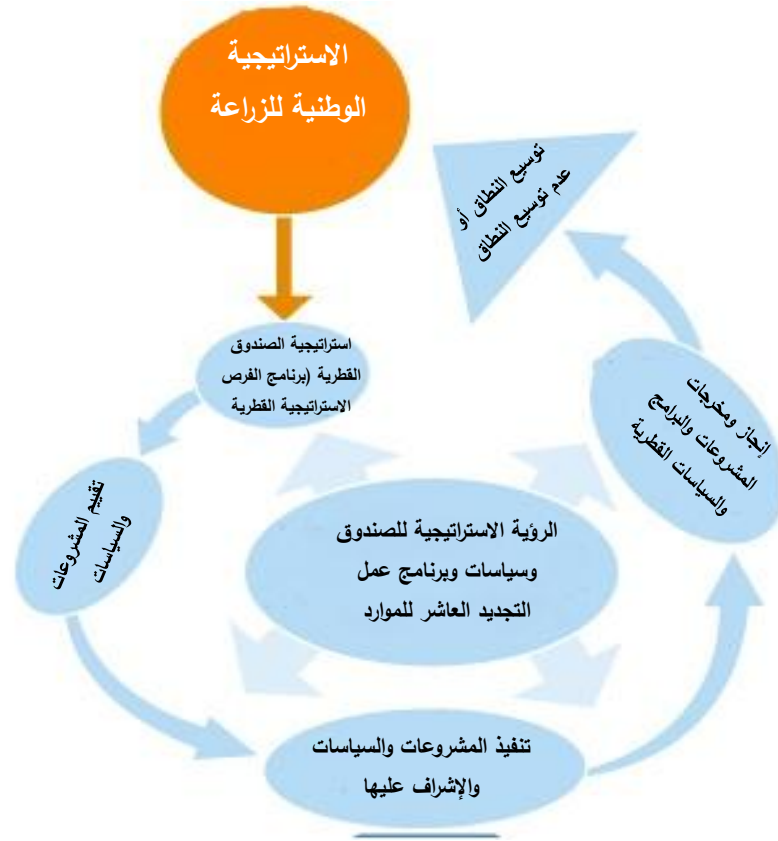 الاستراتيجية
الوطنية للزراعة
توسيع النطاق أو
عدم توسيع النطاق
استراتيجية الصندوق
القطرية (برنامج الفرص
الاستراتيجية القطرية
إنجاز ومخرجات
المشروعات والبرامج
والسياسات القطرية
تقييم المشروعات
والسياسات
الرؤية الاستراتيجية للصندوق
وسياسات وبرنامج عمل
التجديد العاشر للموارد
تنفيذ المشروعات والسياسات
والإشراف عليها